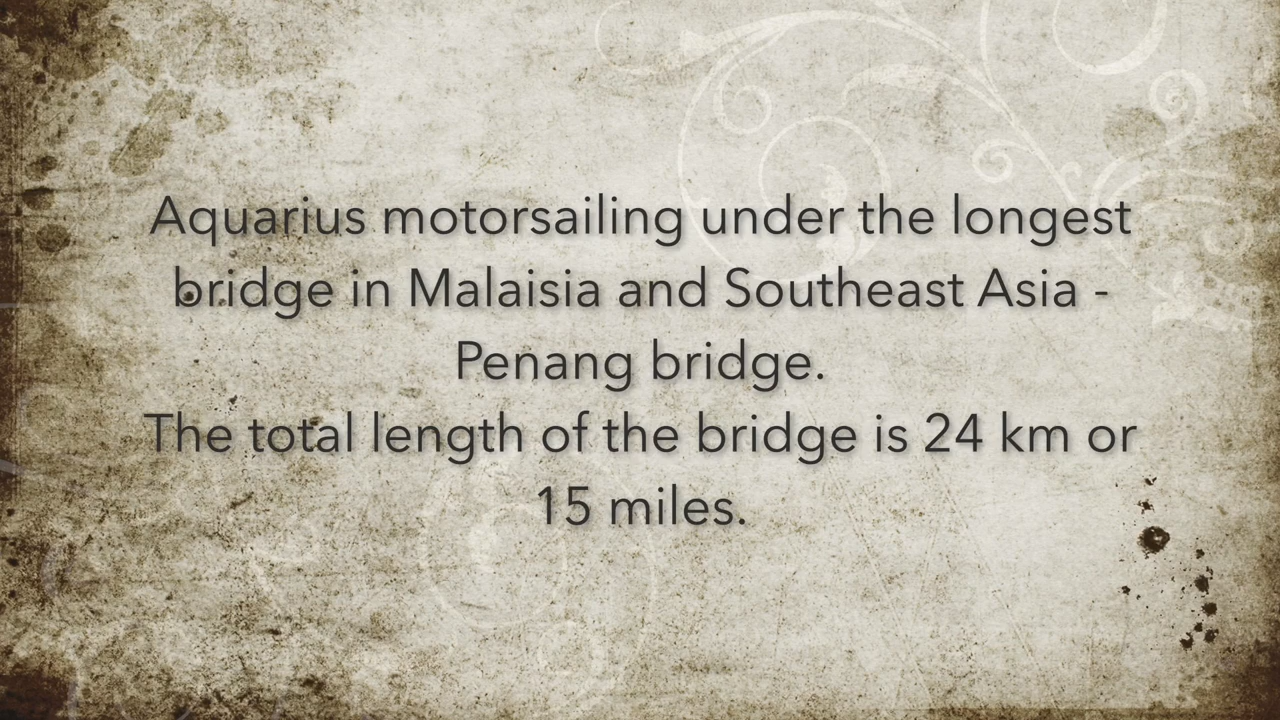 Aquarius motorsailing under the longest
bridge in Malaisia and Southeast Asia -
Penang bridge.
The total length of the bridge is 24 km or
15 miles.